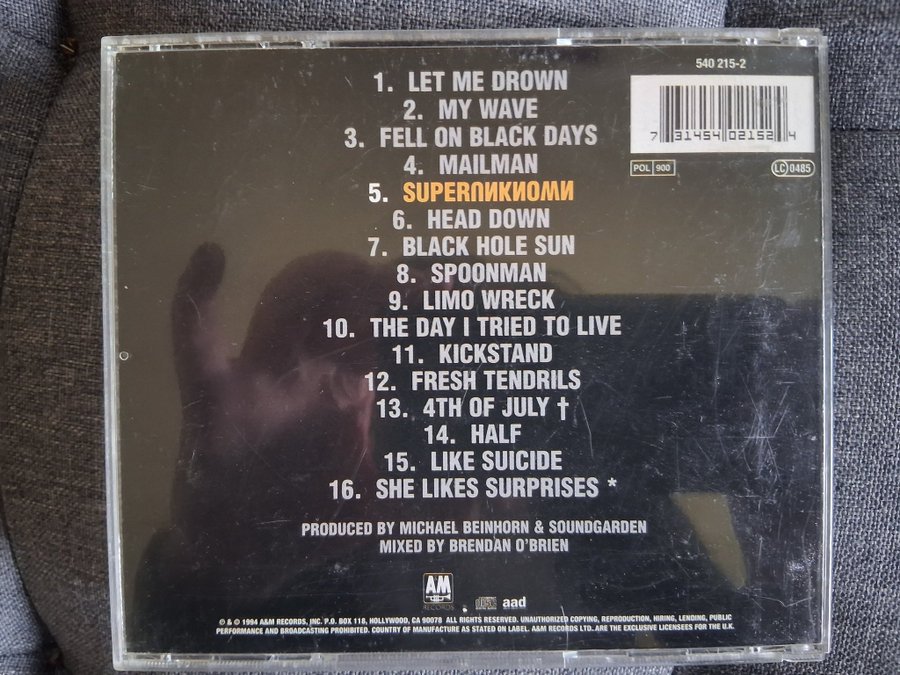 540 215-2
1. LET ME DROWN
2. MY WAVE
3. FELL ON BLACK DAYS
7 31454 02152 4
4. MAILMAN
POL 900
LC 0485
5. SUPERUNKNOWN
6. HEAD DOWN
7. BLACK HOLE SUN
8. SPOONMAN
9. LIMO WRECK
10. THE DAY I TRIED TO LIVE
11. KICKSTAND
12. FRESH TENDRILS
13. 4TH OF JULY †
14. HALF
15. LIKE SUICIDE
16. SHE LIKES SURPRISES *
PRODUCED BY MICHAEL BEINHORN & SOUNDGARDEN
MIXED BY BRENDAN O'BRIEN
A&M RECORDS
disc aad
℗ & © 1994 A&M RECORDS, INC. P.O. BOX 118, HOLLYWOOD, CA 90078 ALL RIGHTS RESERVED. UNAUTHORIZED COPYING, REPRODUCTION, HIRING, LENDING, PUBLIC
PERFORMANCE AND BROADCASTING PROHIBITED. COUNTRY OF MANUFACTURE AS STATED ON LABEL. A&M RECORDS LTD. ARE THE EXCLUSIVE LICENSEES FOR THE U.K.